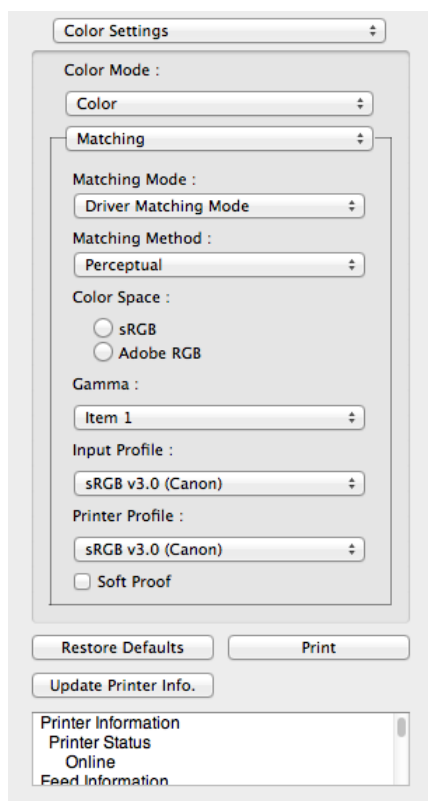 Color Settings
Color Mode :
Color
Matching
Matching Mode :
Driver Matching Mode
Matching Method :
Perceptual
Color Space :
sRGB
Adobe RGB
Gamma :
Item 1
Input Profile :
sRGB v3.0 (Canon)
Printer Profile :
sRGB v3.0 (Canon)
Soft Proof
Restore Defaults Print
Update Printer Info.
Printer Information
Printer Status
Online
Feed Information